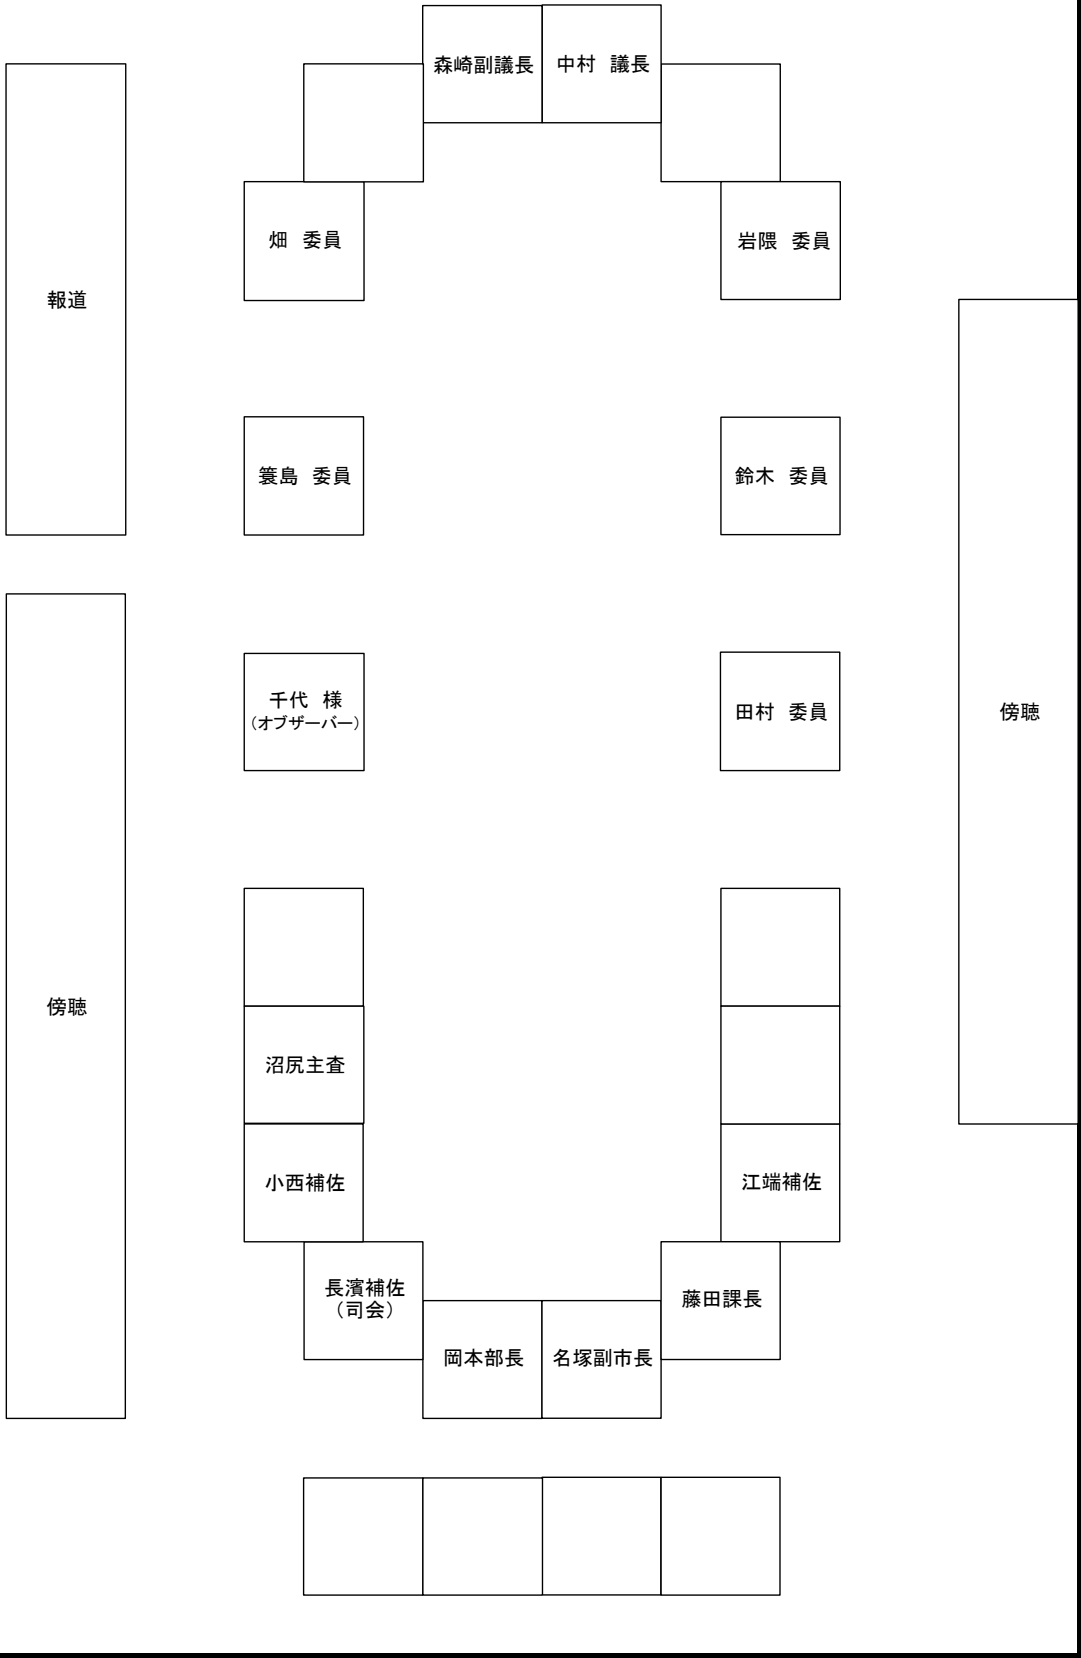 森崎副議長
中村　議長
畑　委員
岩隈　委員
報道
簑島　委員
鈴木　委員
千代　様
（オブザーバー）
田村　委員
傍聴
傍聴
沼尻主査
小西補佐
江端補佐
長濱補佐
（司会）
藤田課長
岡本部長
名塚副市長